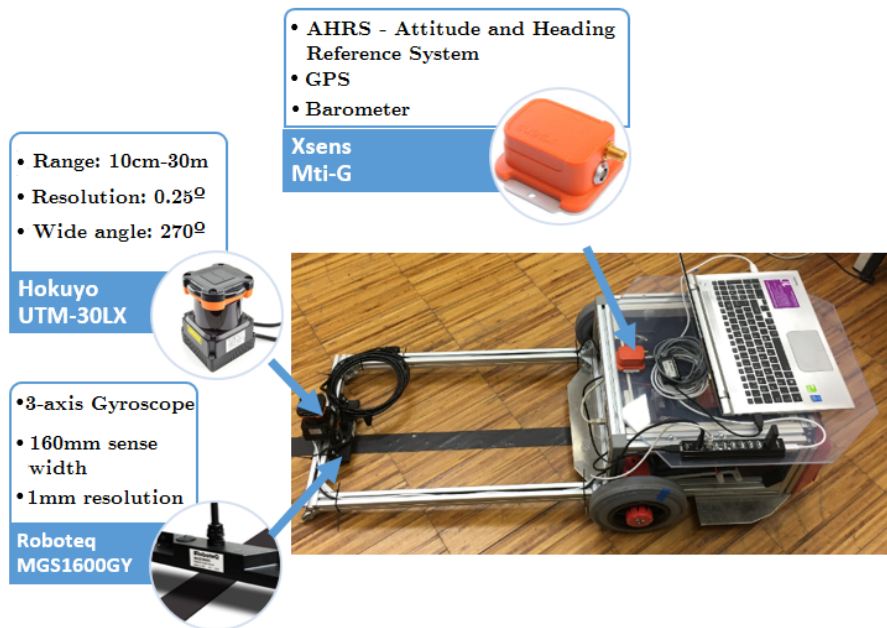 • AHRS - Attitude and Heading
Reference System
• GPS
• Barometer
Xsens
Mti-G
• Range: 10cm-30m
• Resolution: 0.25º
• Wide angle: 270º
Hokuyo
UTM-30LX
•3-axis Gyroscope
• 160mm sense
width
•1mm resolution
Roboteq
MGS1600GY
RoboteQ